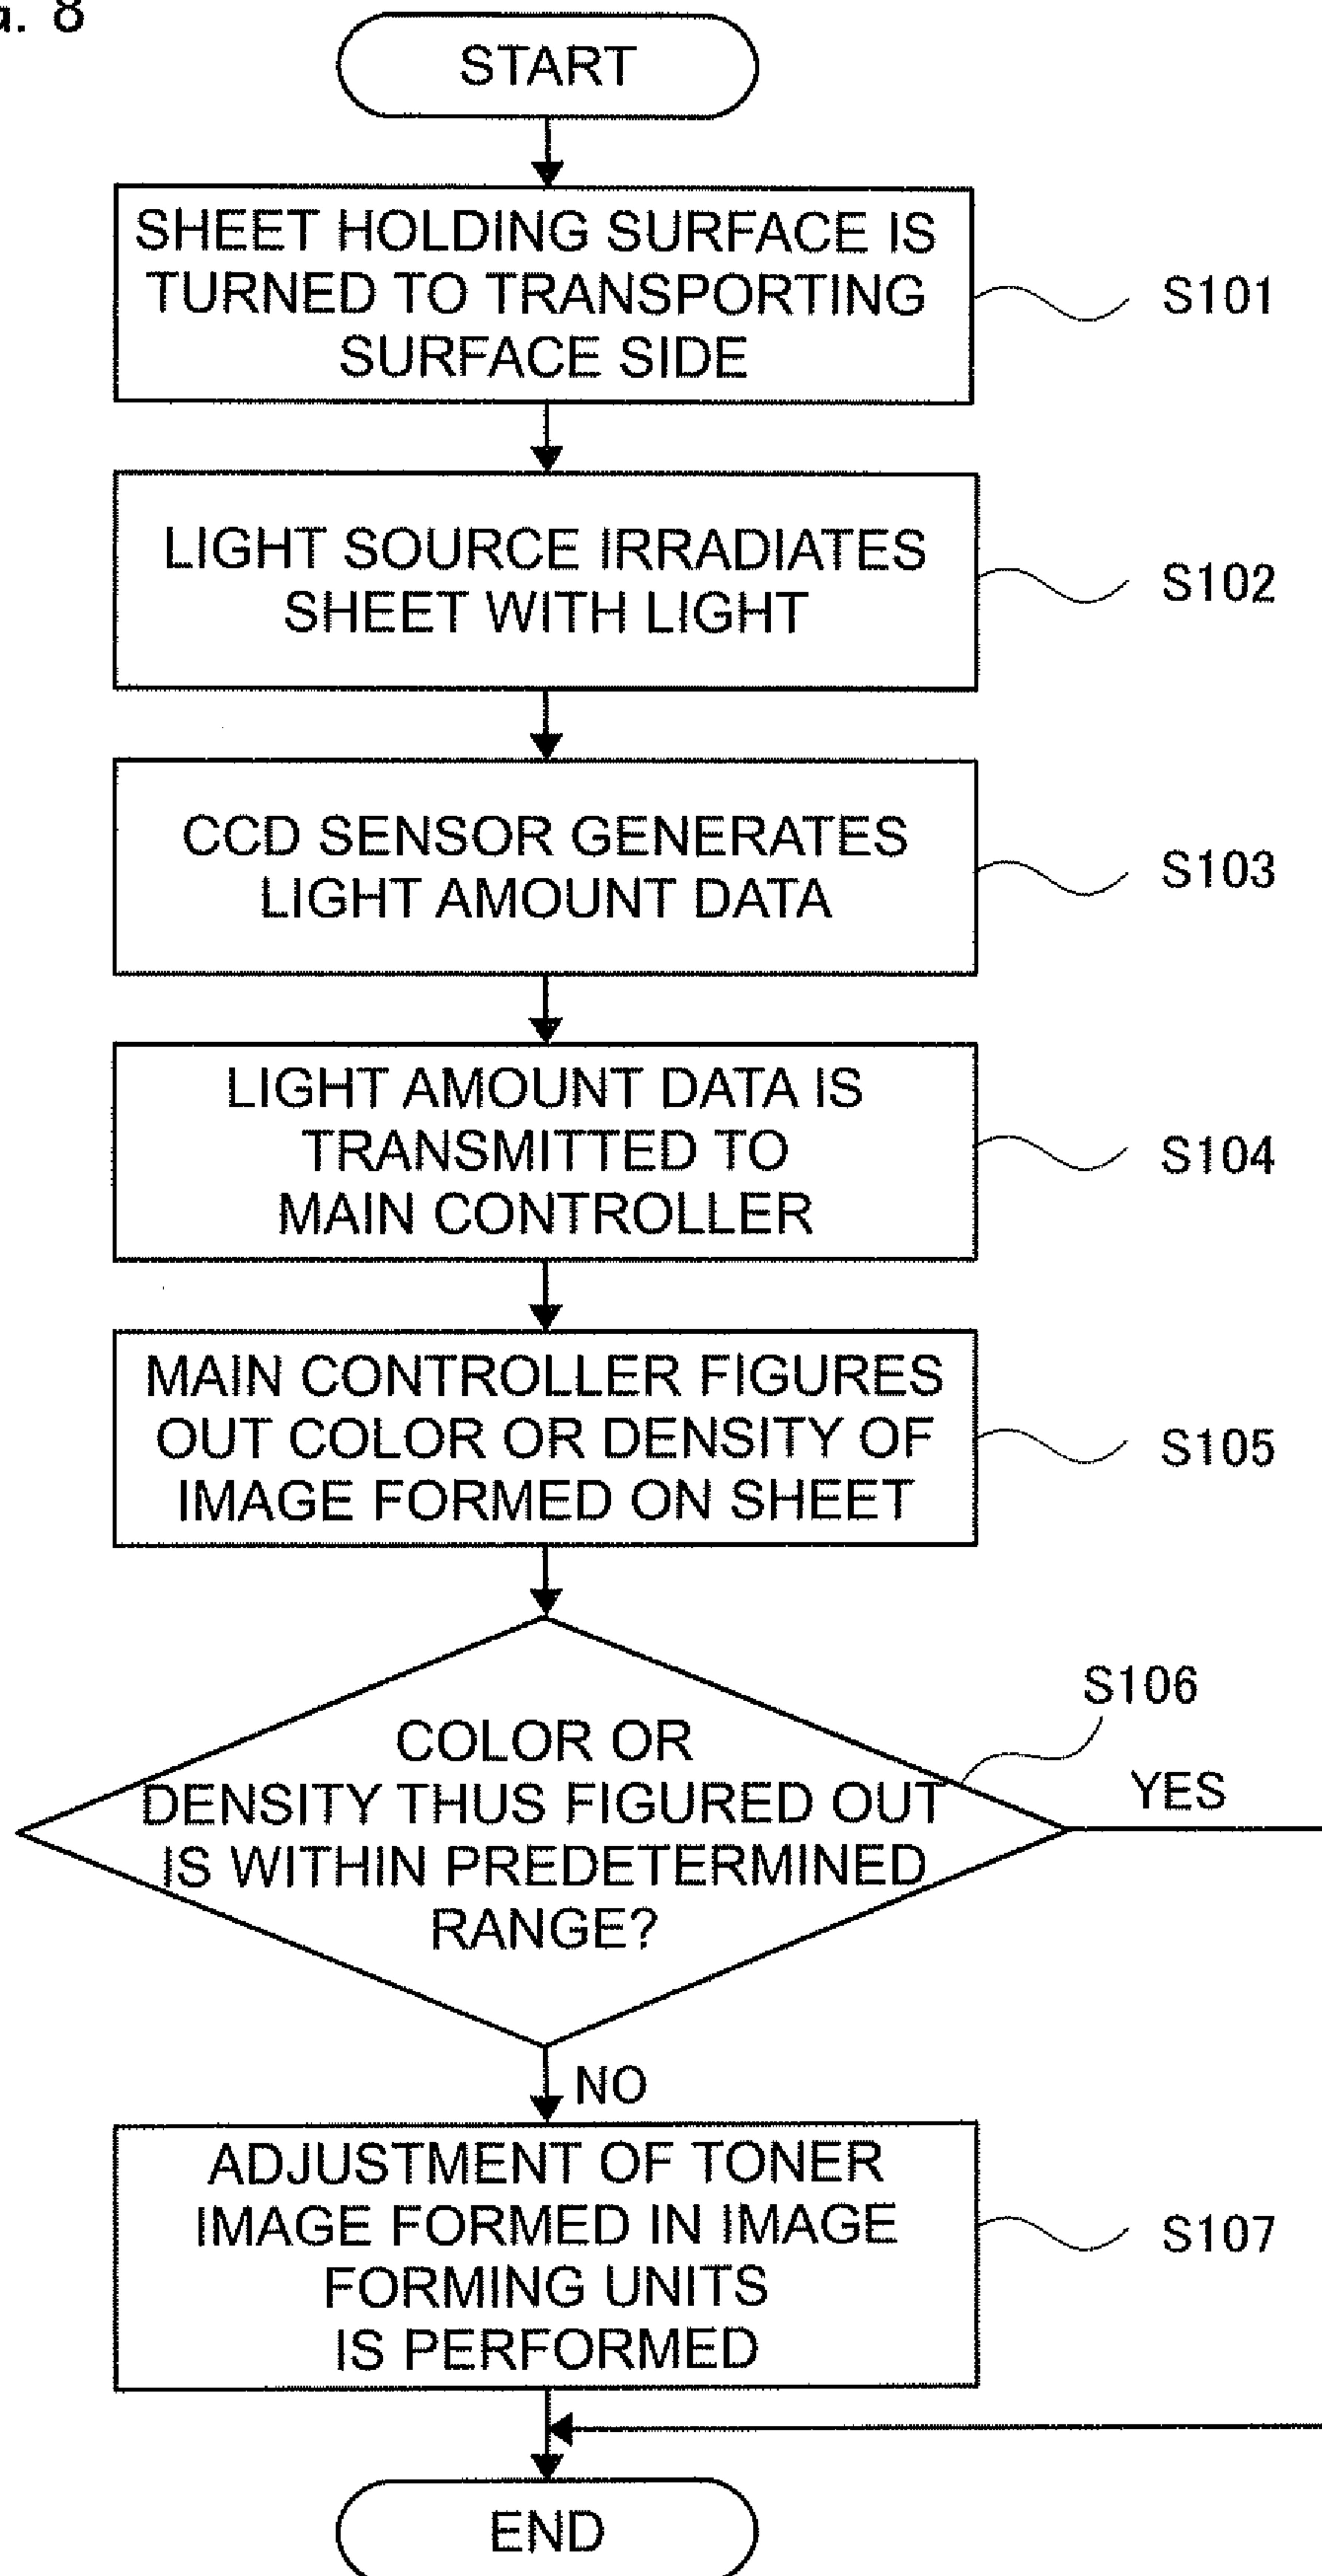 G. 8
START
SHEET HOLDING SURFACE IS
TURNED TO TRANSPORTING
SURFACE SIDE
S101
LIGHT SOURCE IRRADIATES
SHEET WITH LIGHT
S102
CCD SENSOR GENERATES
LIGHT AMOUNT DATA
S103
LIGHT AMOUNT DATA IS
TRANSMITTED TO
MAIN CONTROLLER
S104
MAIN CONTROLLER FIGURES
OUT COLOR OR DENSITY OF
IMAGE FORMED ON SHEET
S105
S106
COLOR OR
DENSITY THUS FIGURED OUT
IS WITHIN PREDETERMINED
RANGE?
YES
NO
ADJUSTMENT OF TONER
IMAGE FORMED IN IMAGE
FORMING UNITS
IS PERFORMED
S107
END